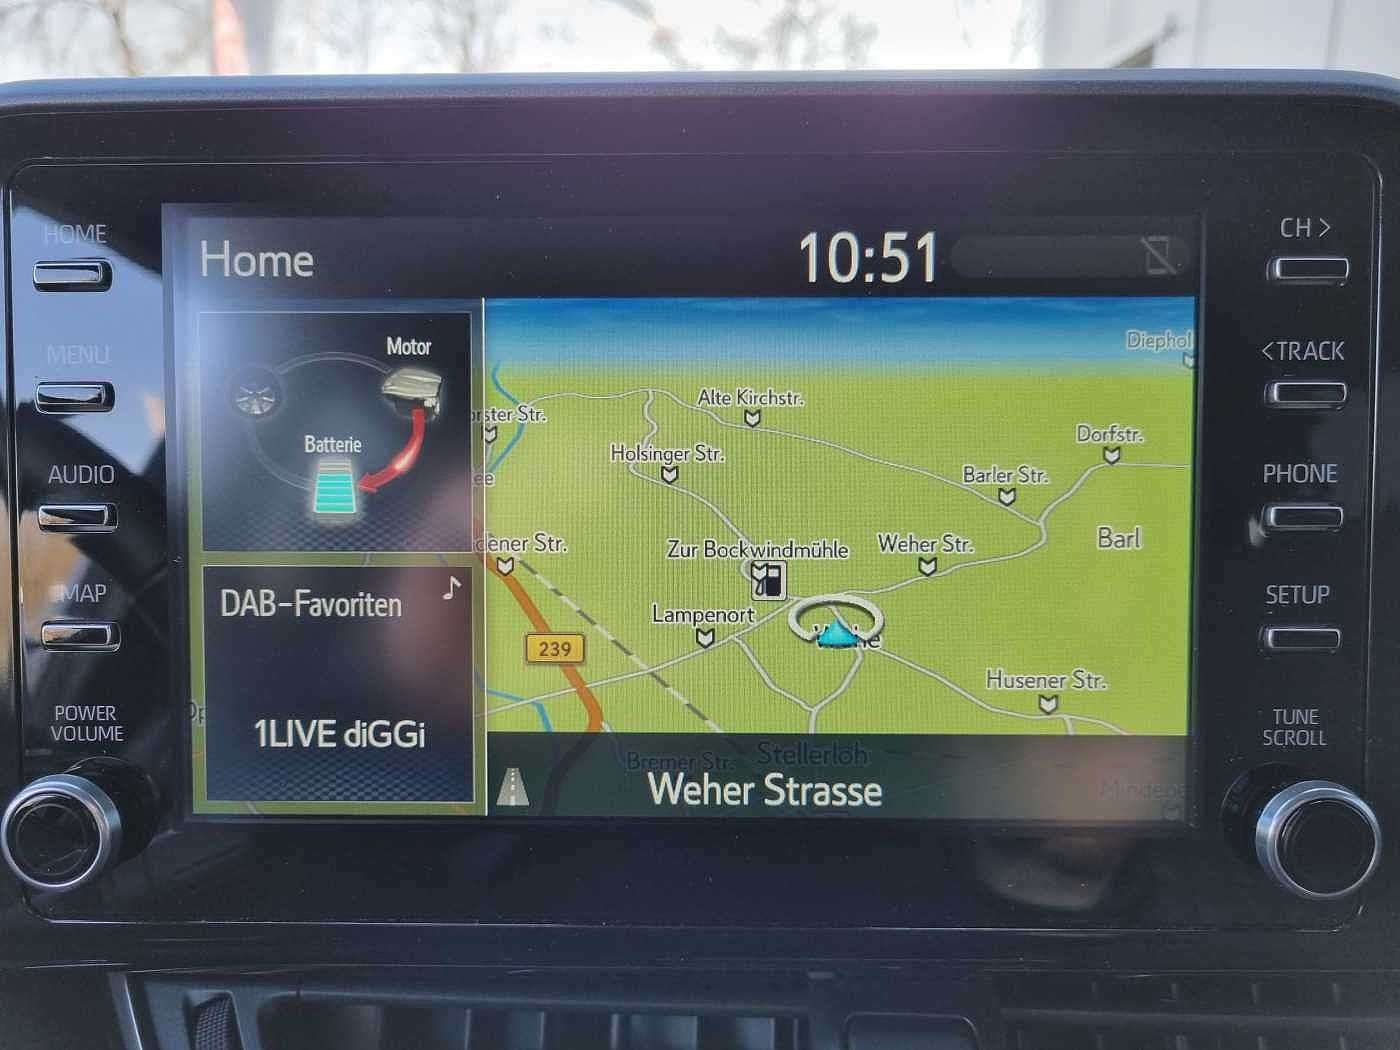 HOME
MENU
AUDIO
MAP
POWER
VOLUME
Home
10:51
Motor
Batterie
DAB-Favoriten
1LIVE diGGi
Diephol
Alte Kirchstr.
Dorfstr.
Holsinger Str.
Barler Str.
Barl
Zur Bockwindmühle
Weher Str.
Lampenort
239
Husener Str.
Bremer Str.
Stellerloh
Weher Strasse
CH >
<TRACK
PHONE
SETUP
TUNE
SCROLL